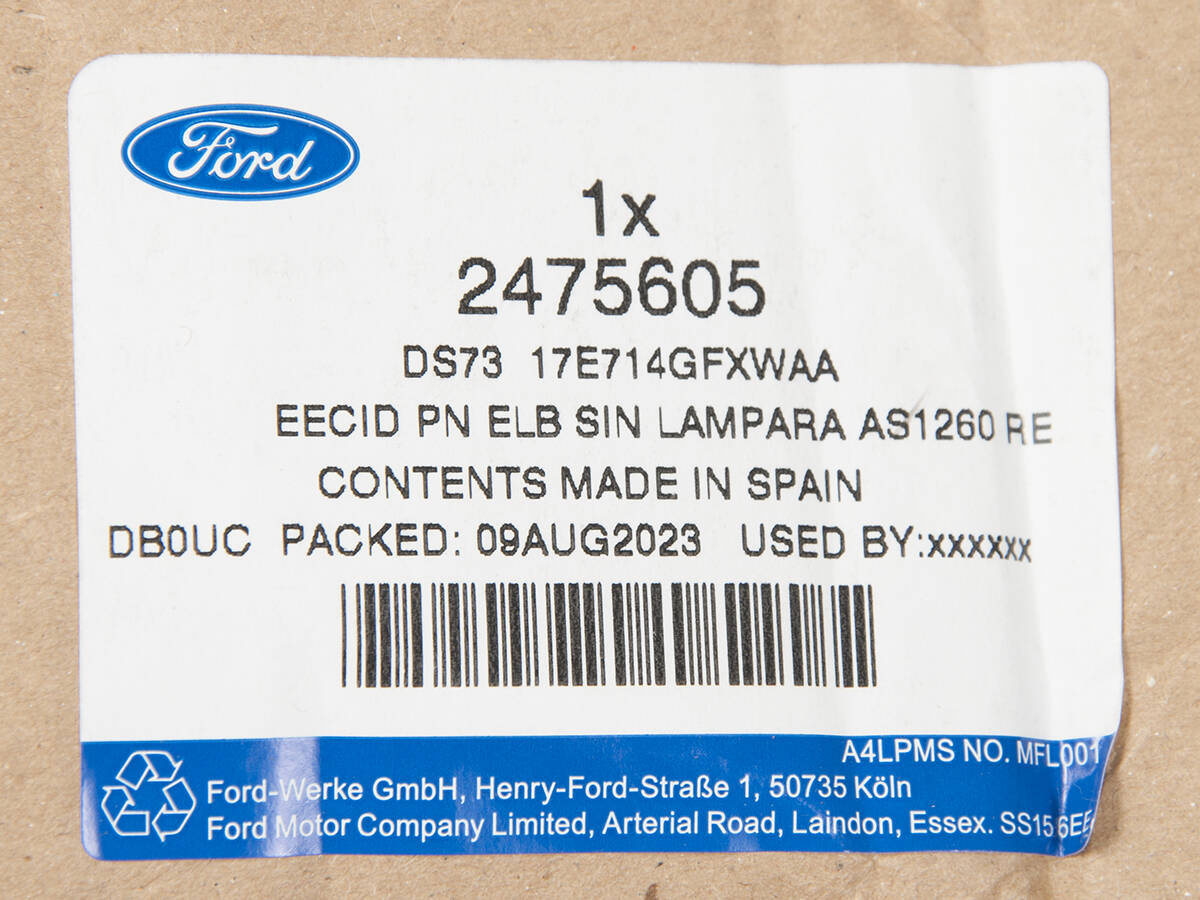 Ford
1x
2475605
DS73 17E714GFXWAA
EECID PN ELB SIN LAMPARA AS1260 RE
CONTENTS MADE IN SPAIN
DB0UC PACKED: 09AUG2023 USED BY:xxxxxx
A4LPMS NO. MFL001
Ford-Werke GmbH, Henry-Ford-Straße 1, 50735 Köln
Ford Motor Company Limited, Arterial Road, Laindon, Essex. SS15 6EE